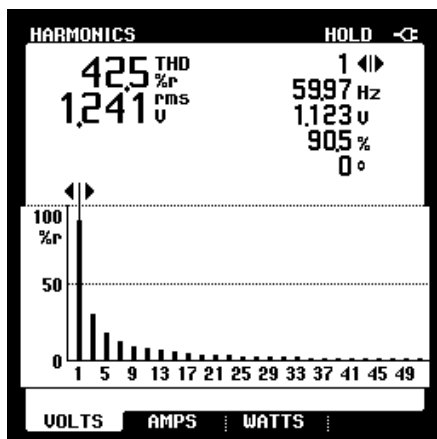 HARMONICS HOLD
42.5 THD %r
1 
1.241 rms V
59.97 Hz
1.123 V
90.5 %
0 °
100
%r
50
0
1 5 9 13 17 21 25 29 33 37 41 45 49
VOLTS AMPS WATTS